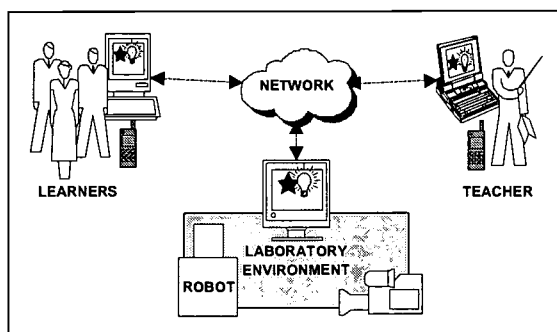 NETWORK
LEARNERS
TEACHER
LABORATORY
ENVIRONMENT
ROBOT